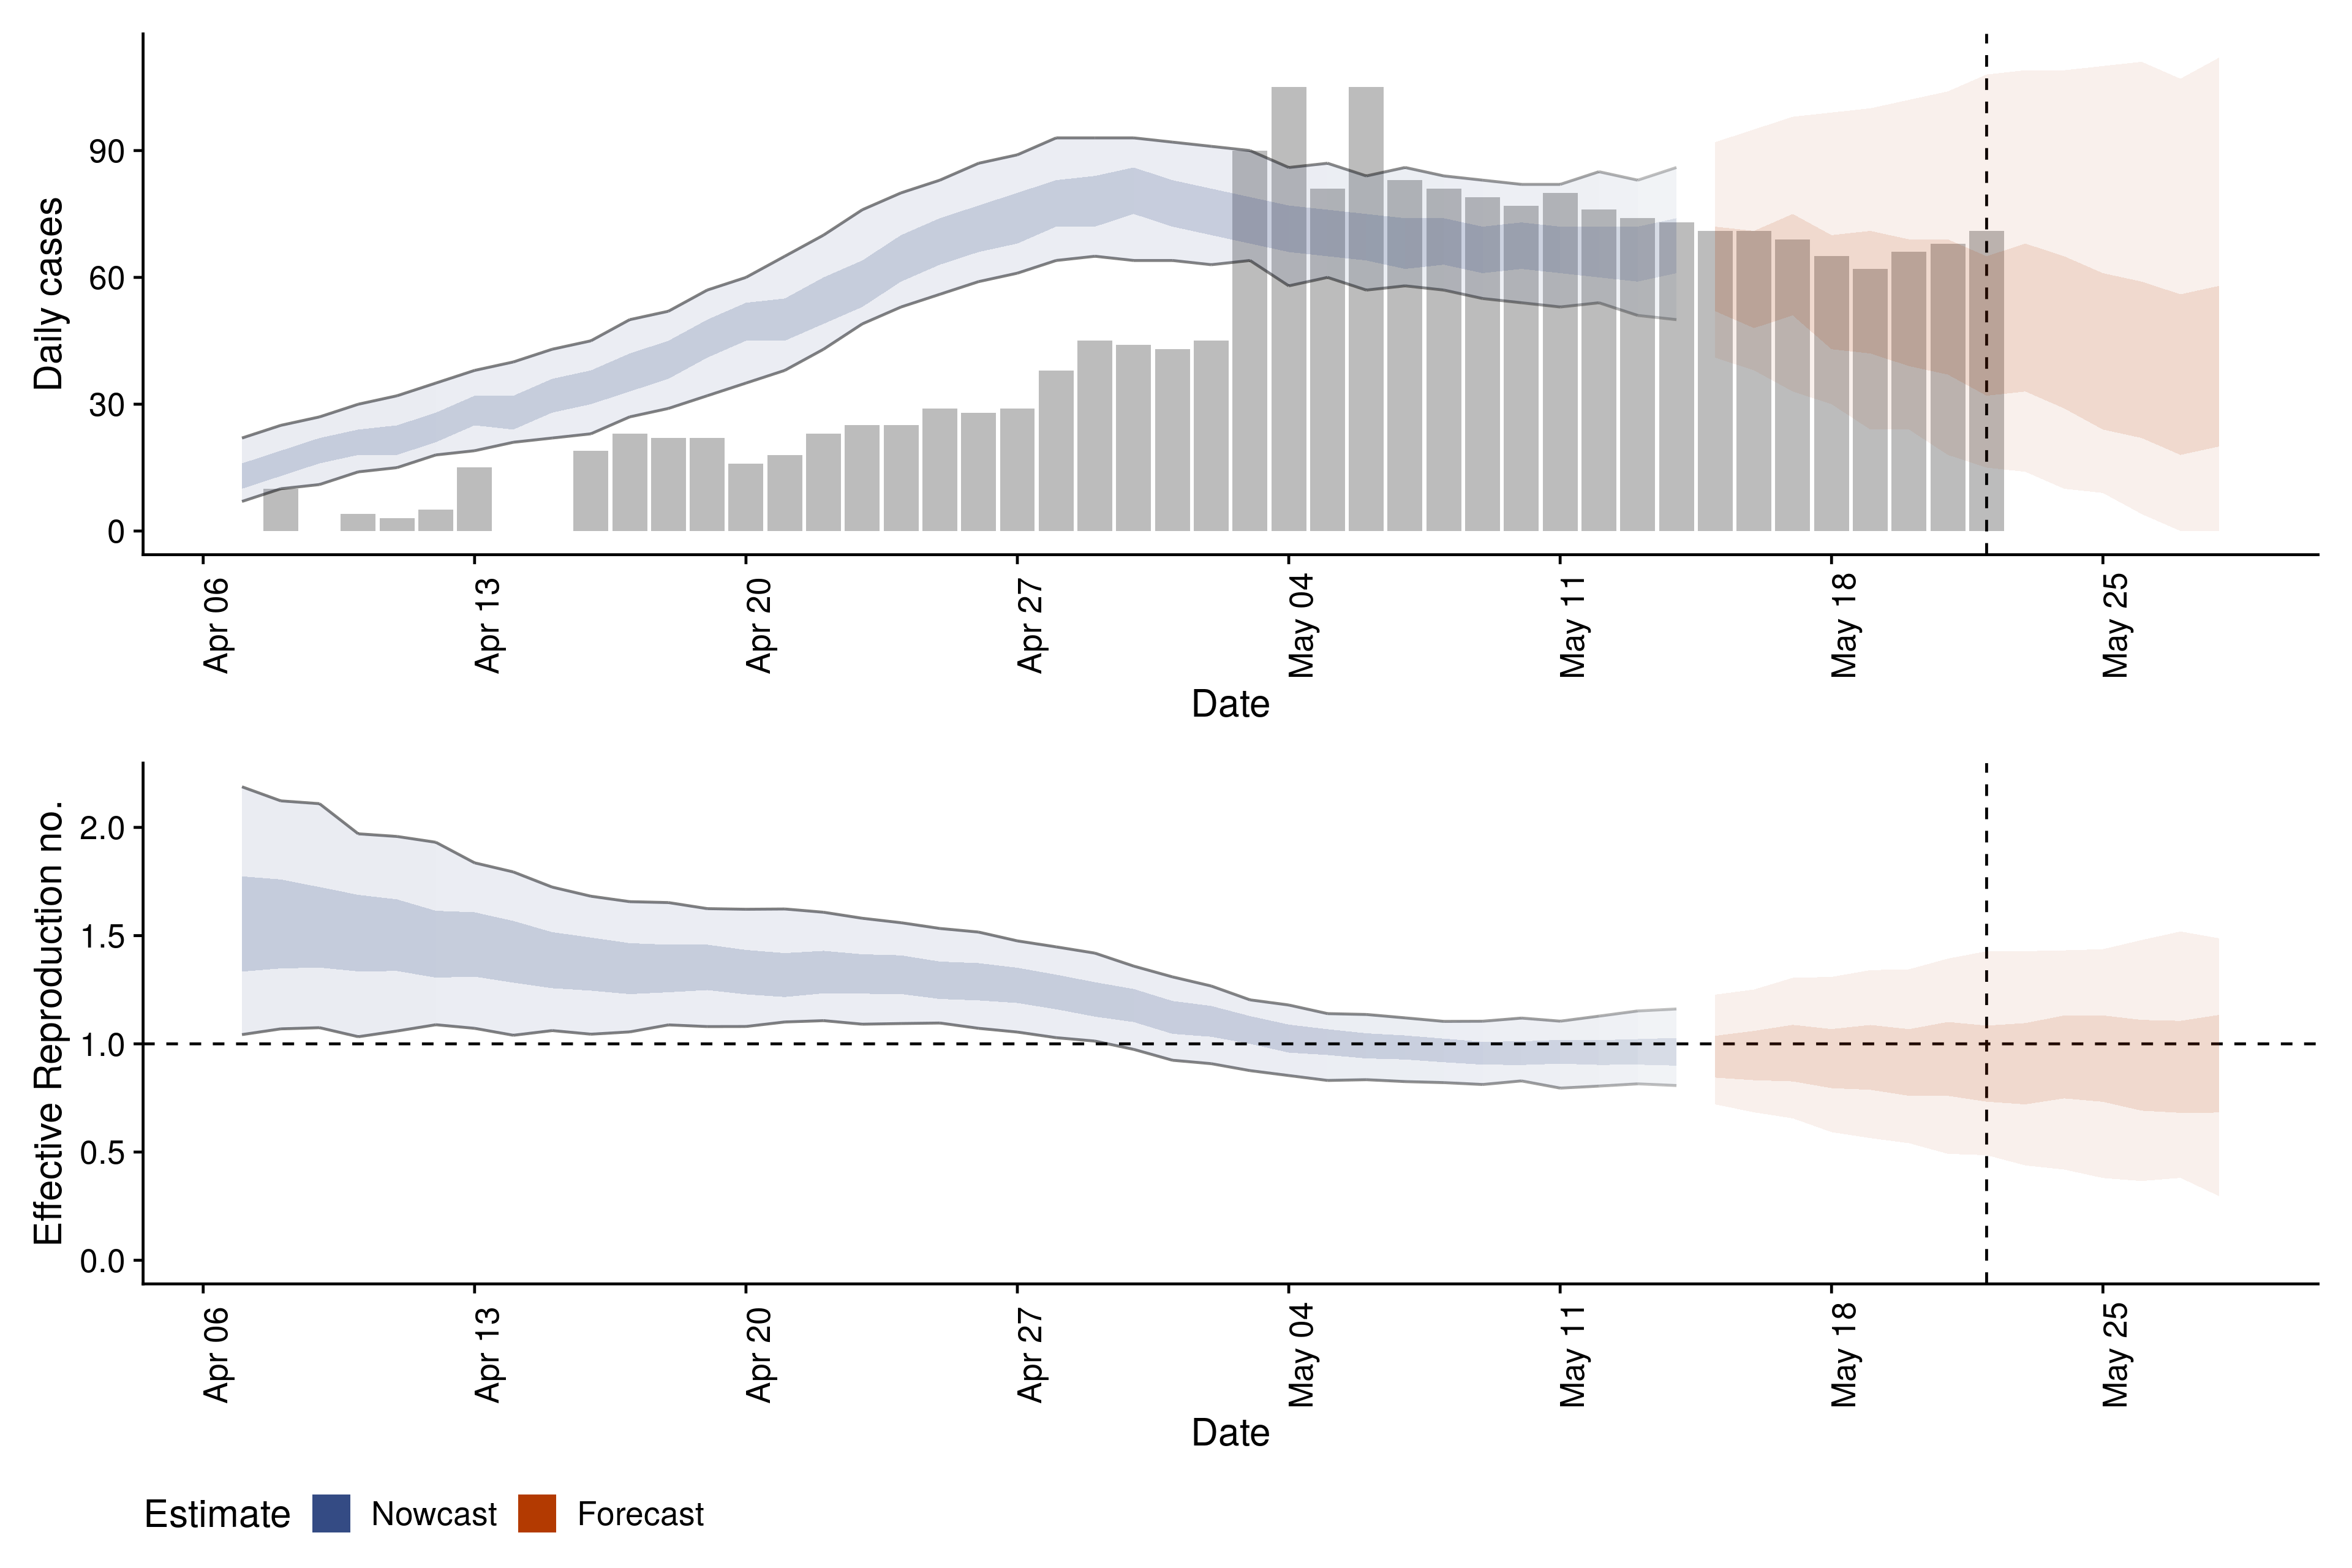 Daily cases
90
60
30
0
Apr 06
Apr 13
Apr 20
Apr 27
May 04
May 11
May 18
May 25
Date
Effective Reproduction no.
2.0
1.5
1.0
0.5
0.0
Apr 06
Apr 13
Apr 20
Apr 27
May 04
May 11
May 18
May 25
Date
Estimate Nowcast Forecast